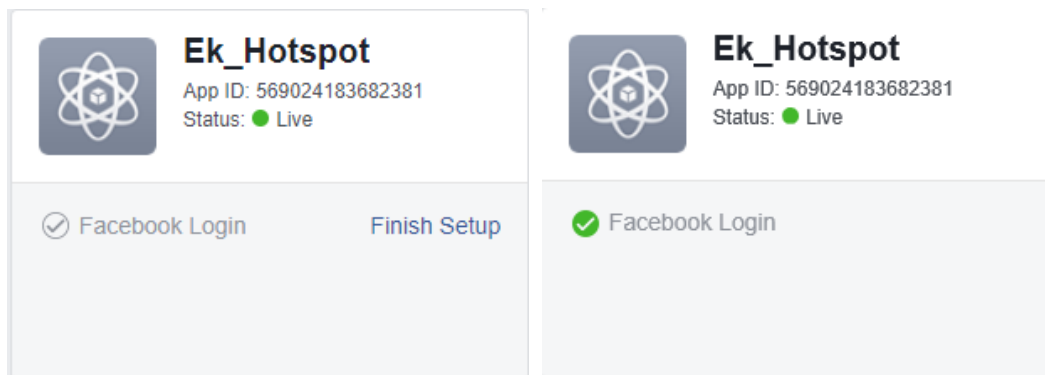 Ek_Hotspot
App ID: 569024183682381
Status: Live
Facebook Login Finish Setup
Ek_Hotspot
App ID: 569024183682381
Status: Live
Facebook Login